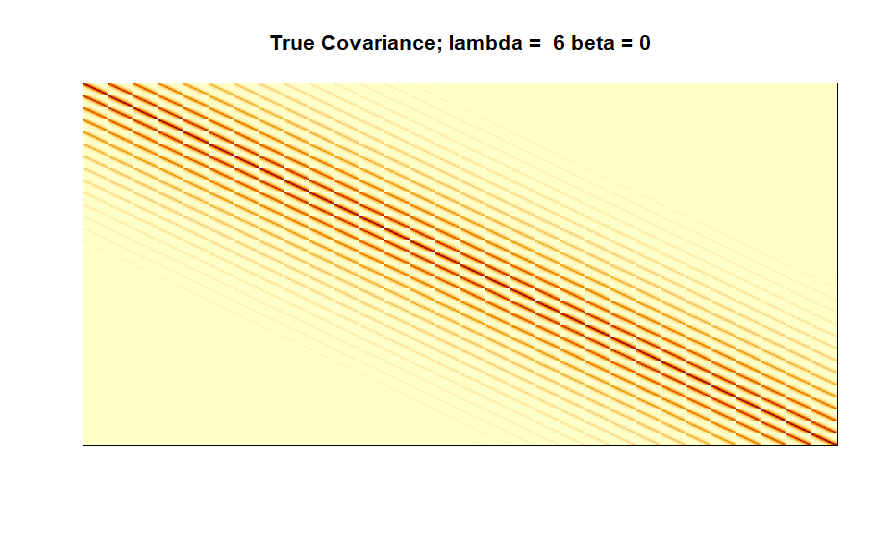 True Covariance; lambda =  6 beta = 0